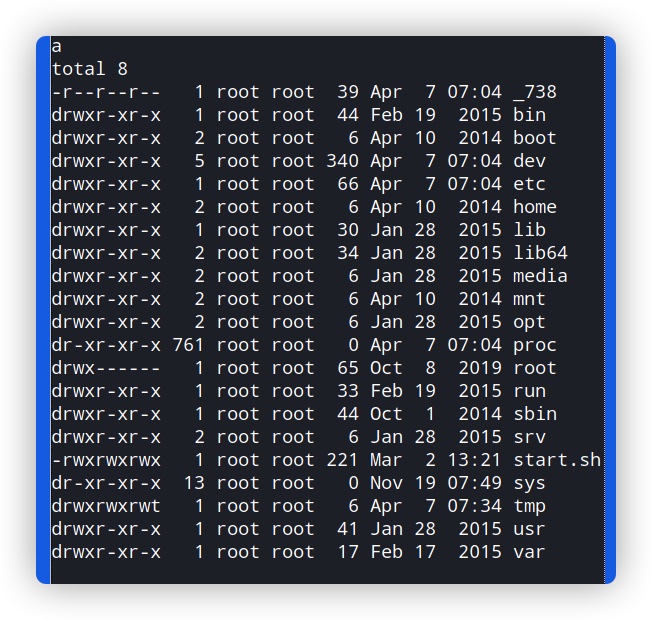 a
total 8
-r--r--r--   1 root root  39 Apr  7 07:04 _738
drwxr-xr-x   1 root root  44 Feb 19  2015 bin
drwxr-xr-x   2 root root   6 Apr 10  2014 boot
drwxr-xr-x   5 root root 340 Apr  7 07:04 dev
drwxr-xr-x   1 root root  66 Apr  7 07:04 etc
drwxr-xr-x   2 root root   6 Apr 10  2014 home
drwxr-xr-x   1 root root  30 Jan 28  2015 lib
drwxr-xr-x   2 root root  34 Jan 28  2015 lib64
drwxr-xr-x   2 root root   6 Jan 28  2015 media
drwxr-xr-x   2 root root   6 Apr 10  2014 mnt
drwxr-xr-x   2 root root   6 Jan 28  2015 opt
dr-xr-xr-x 761 root root   0 Apr  7 07:04 proc
drwx------   1 root root  65 Oct  8  2019 root
drwxr-xr-x   1 root root  33 Feb 19  2015 run
drwxr-xr-x   1 root root  44 Oct  1  2014 sbin
drwxr-xr-x   2 root root   6 Jan 28  2015 srv
-rwxrwxrwx   1 root root 221 Mar  2 13:21 start.sh
dr-xr-xr-x  13 root root   0 Nov 19 07:49 sys
drwxrwxrwt   1 root root   6 Apr  7 07:34 tmp
drwxr-xr-x   1 root root  41 Jan 28  2015 usr
drwxr-xr-x   1 root root  17 Feb 17  2015 var